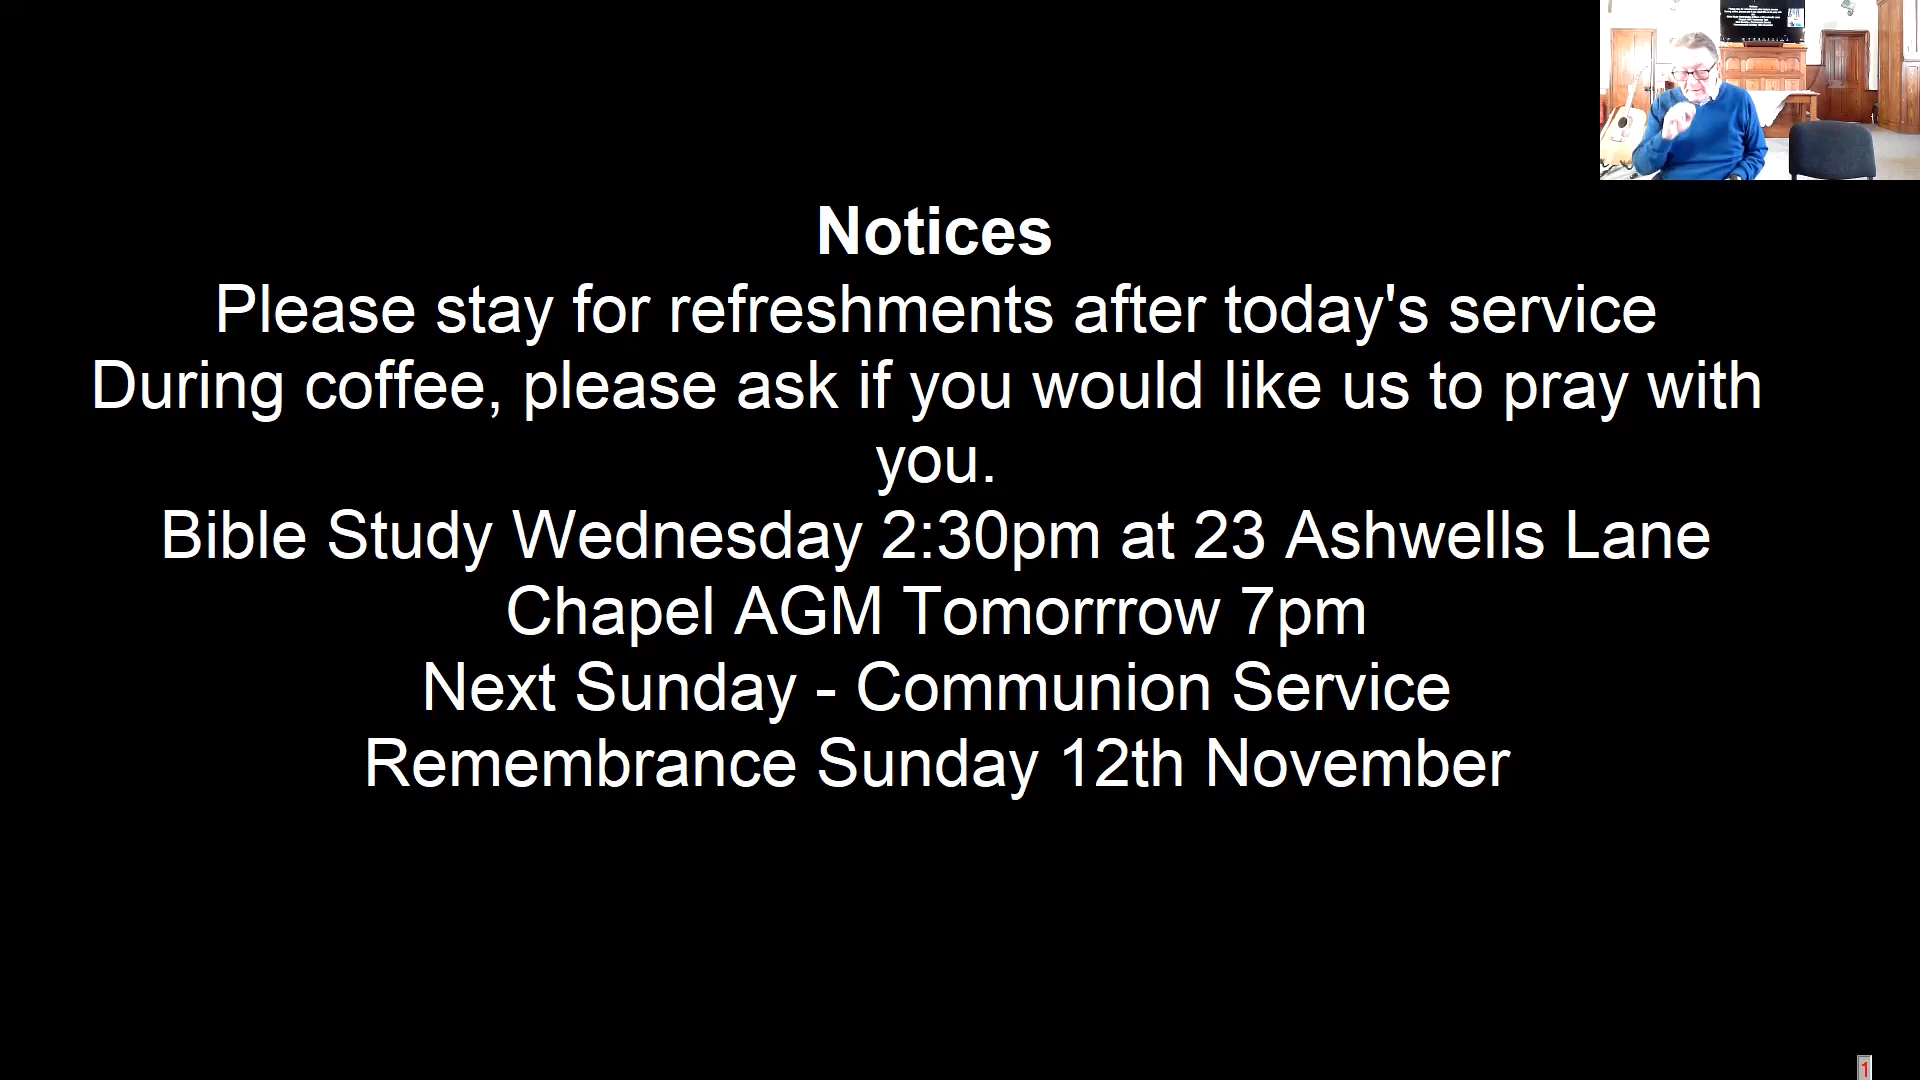 Notices
Please stay for refreshments after today's service
During coffee, please ask if you would like us to pray with
you.
Bible Study Wednesday 2:30pm at 23 Ashwells Lane
Chapel AGM Tomorrrow 7pm
Next Sunday - Communion Service
Remembrance Sunday 12th November
1